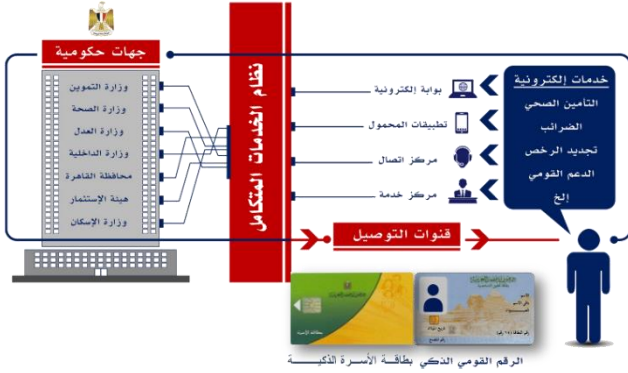 جهات حكومية
وزارة التموين
وزارة الصحة
وزارة العدل
وزارة الداخلية
محافظة القاهرة
هيئة الإستثمار
وزارة الإسكان
نظام الخدمات المتكامل
بوابة إلكترونية
تطبيقات المحمول
مركز اتصال
مركز خدمة
خدمات إلكترونية
التأمين الصحي
الضرائب
تجديد الرخص
الدعم القومي
إلخ
قنوات التوصيل
الرقم القومي الذكي
بطاقة الأسرة الذكية